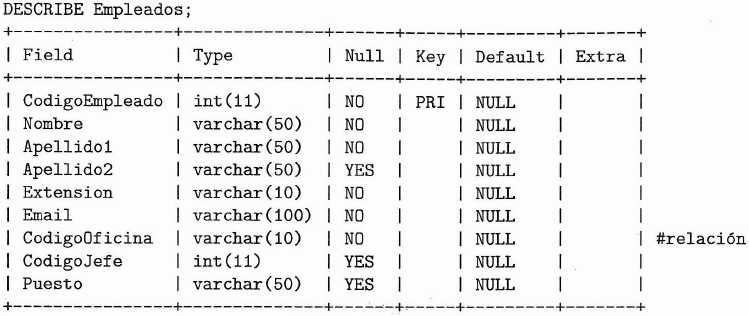 DESCRIBE Empleados;
+----------------+--------------+------+-----+---------+-------+
| Field          | Type         | Null | Key | Default | Extra |
+----------------+--------------+------+-----+---------+-------+
| CodigoEmpleado | int(11)      | NO   | PRI | NULL    |       |
| Nombre         | varchar(50)  | NO   |     | NULL    |       |
| Apellido1      | varchar(50)  | NO   |     | NULL    |       |
| Apellido2      | varchar(50)  | YES  |     | NULL    |       |
| Extension      | varchar(10)  | NO   |     | NULL    |       |
| Email          | varchar(100) | NO   |     | NULL    |       |
| CodigoOficina  | varchar(10)  | NO   |     | NULL    |       | #relación
| CodigoJefe     | int(11)      | YES  |     | NULL    |       |
| Puesto         | varchar(50)  | YES  |     | NULL    |       |
+----------------+--------------+------+-----+---------+-------+